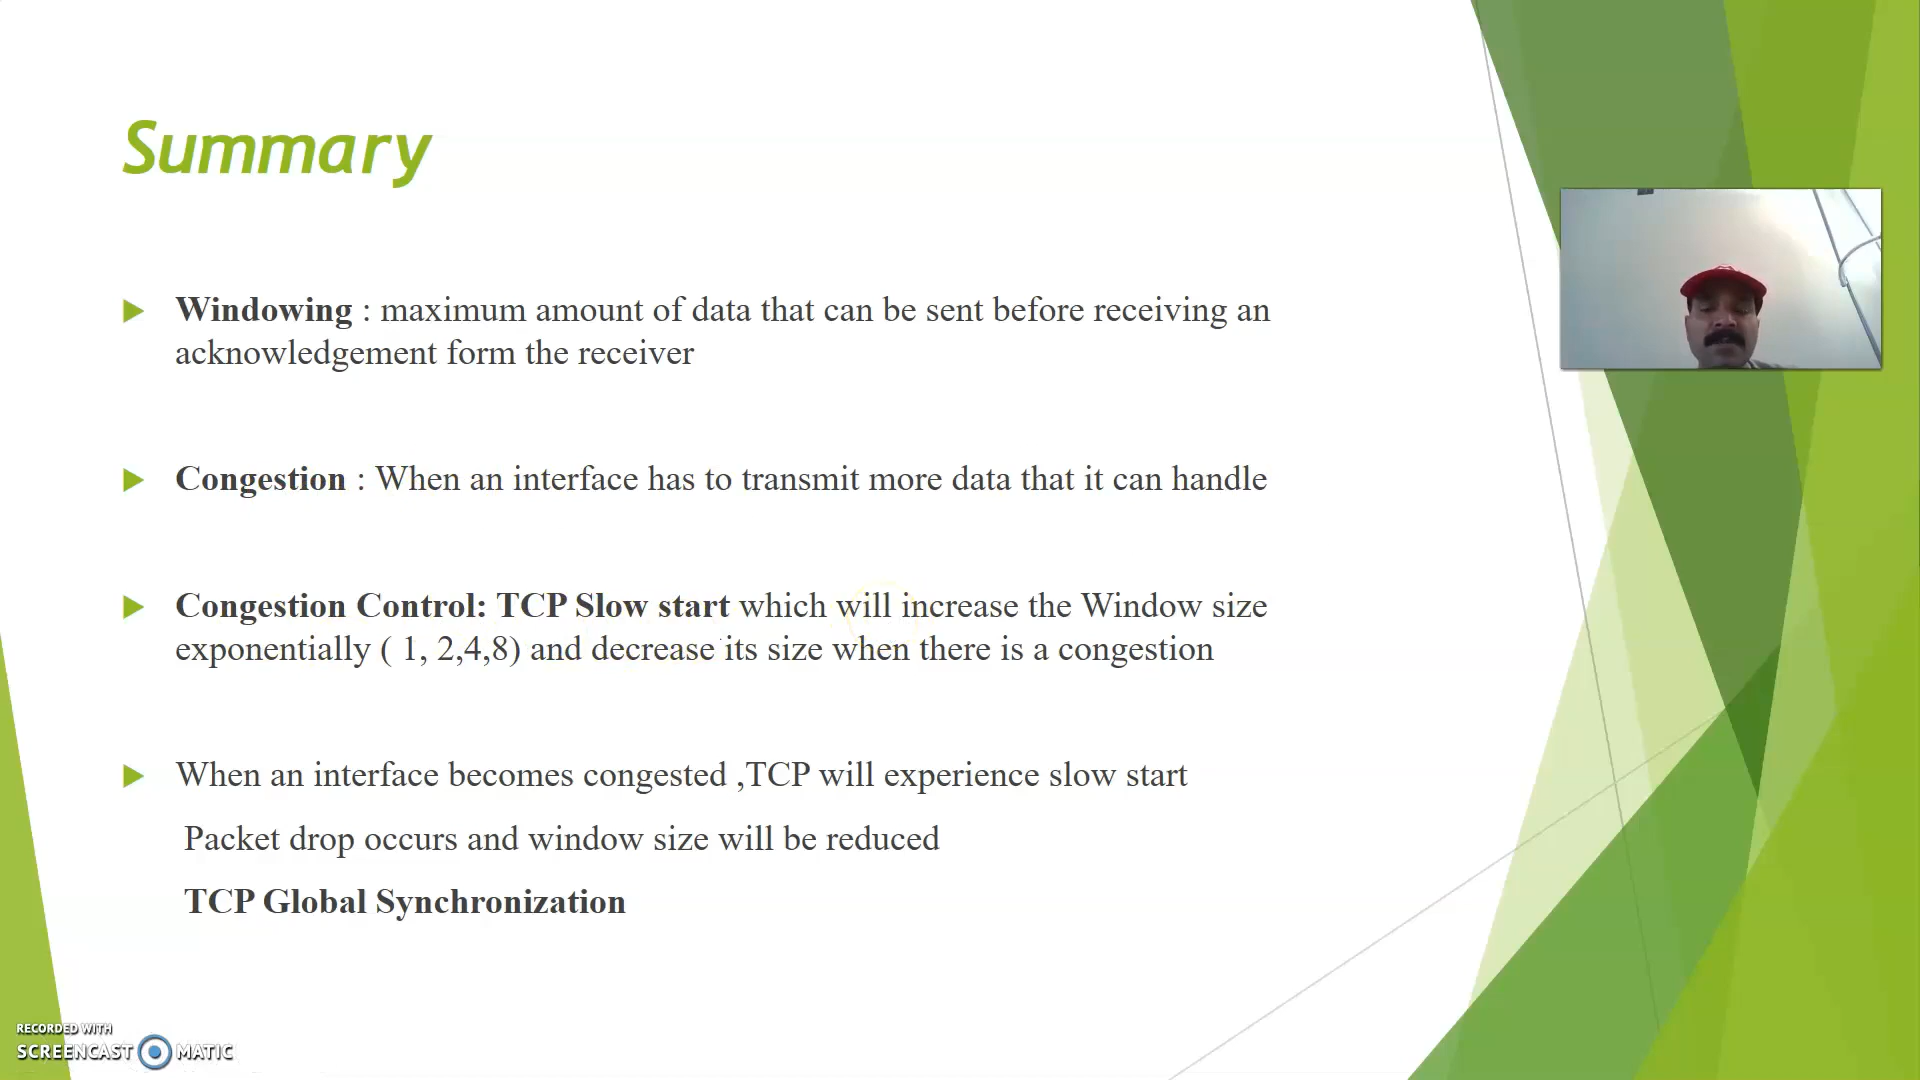 Summary
Windowing : maximum amount of data that can be sent before receiving an
acknowledgement form the receiver
Congestion : When an interface has to transmit more data that it can handle
Congestion Control: TCP Slow start which will increase the Window size
exponentially ( 1, 2,4,8) and decrease its size when there is a congestion
When an interface becomes congested ,TCP will experience slow start
Packet drop occurs and window size will be reduced
TCP Global Synchronization
RECORDED WITH
SCREENCAST MATIC